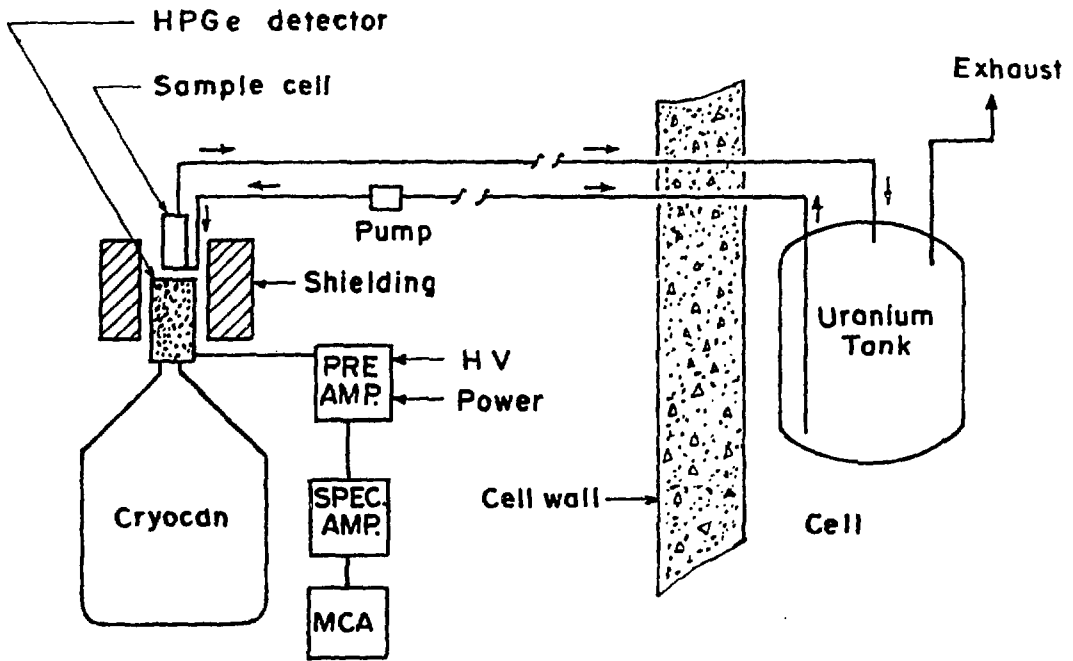 HPGe detector
Sample cell
Exhaust
Pump
Shielding
Uranium
Tank
PRE
AMP.
HV
Power
Cell wall
Cell
Cryocan
SPEC.
AMP.
MCA